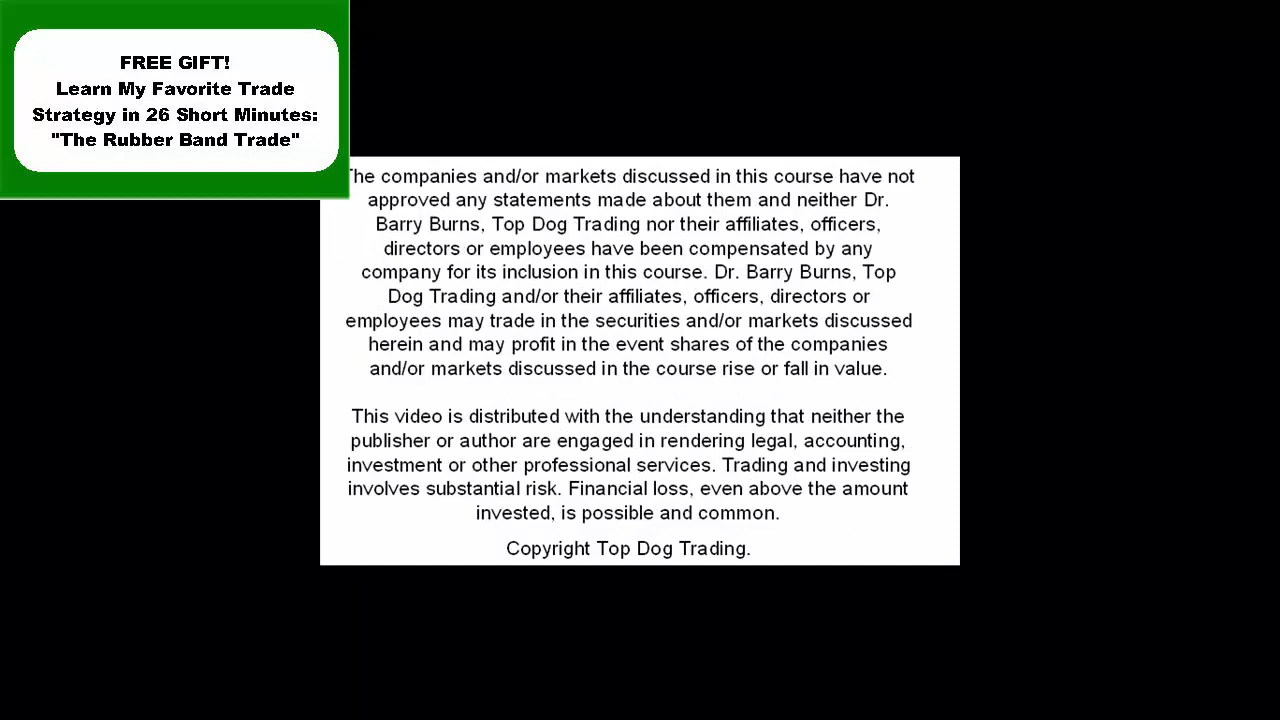 FREE GIFT!
Learn My Favorite Trade
Strategy in 26 Short Minutes:
"The Rubber Band Trade"
The companies and/or markets discussed in this course have not
approved any statements made about them and neither Dr.
Barry Burns, Top Dog Trading nor their affiliates, officers,
directors or employees have been compensated by any
company for its inclusion in this course. Dr. Barry Burns, Top
Dog Trading and/or their affiliates, officers, directors or
employees may trade in the securities and/or markets discussed
herein and may profit in the event shares of the companies
and/or markets discussed in the course rise or fall in value.
This video is distributed with the understanding that neither the
publisher or author are engaged in rendering legal, accounting,
investment or other professional services. Trading and investing
involves substantial risk. Financial loss, even above the amount
invested, is possible and common.
Copyright Top Dog Trading.